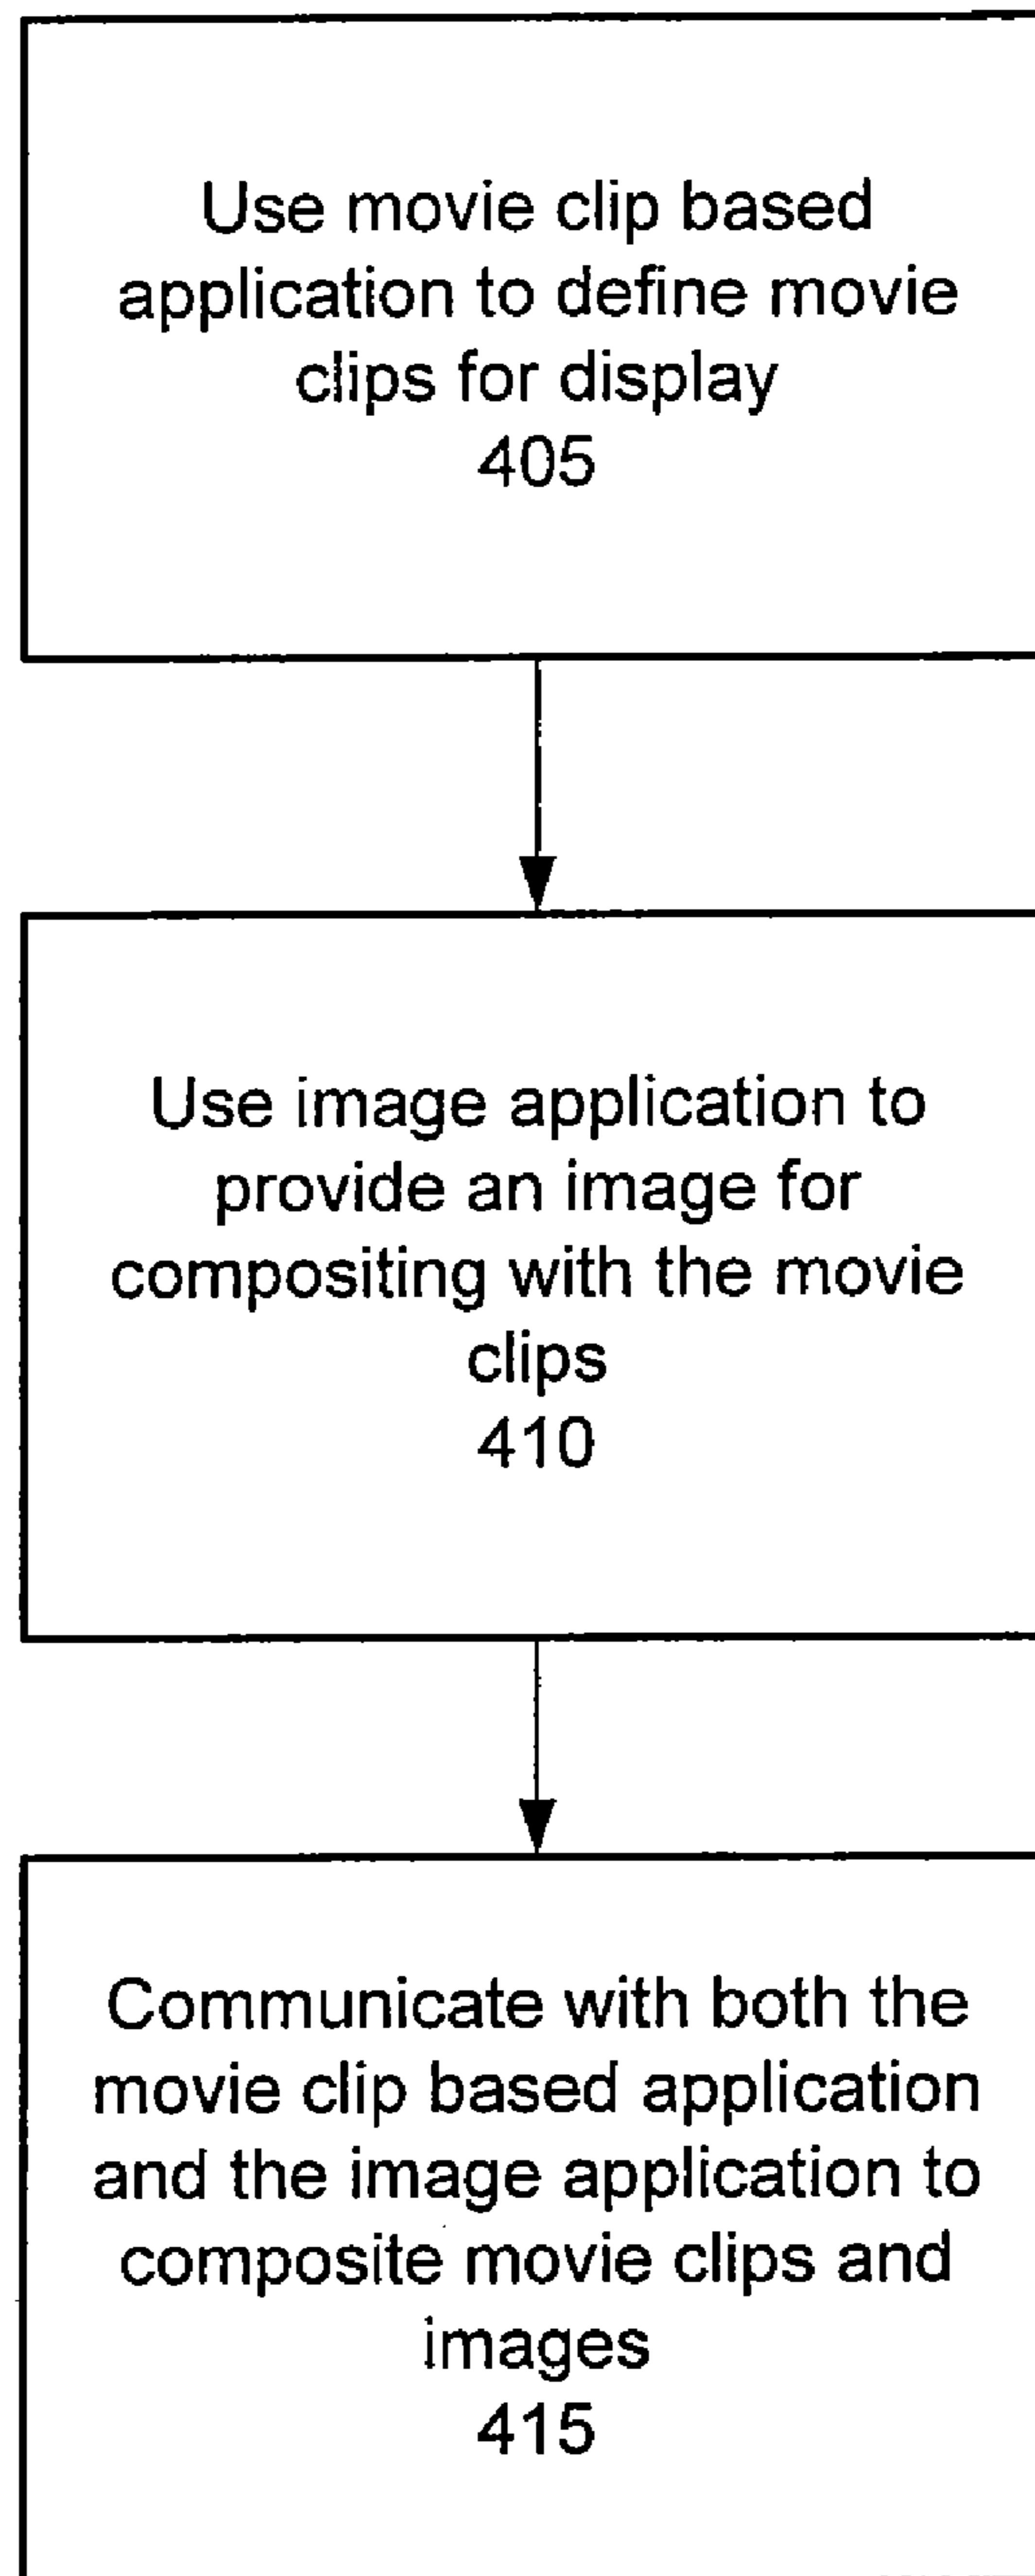 Use movie clip based
application to define movie
clips for display
405
Use image application to
provide an image for
compositing with the movie
clips
410
Communicate with both the
movie clip based application
and the image application to
composite movie clips and
images
415